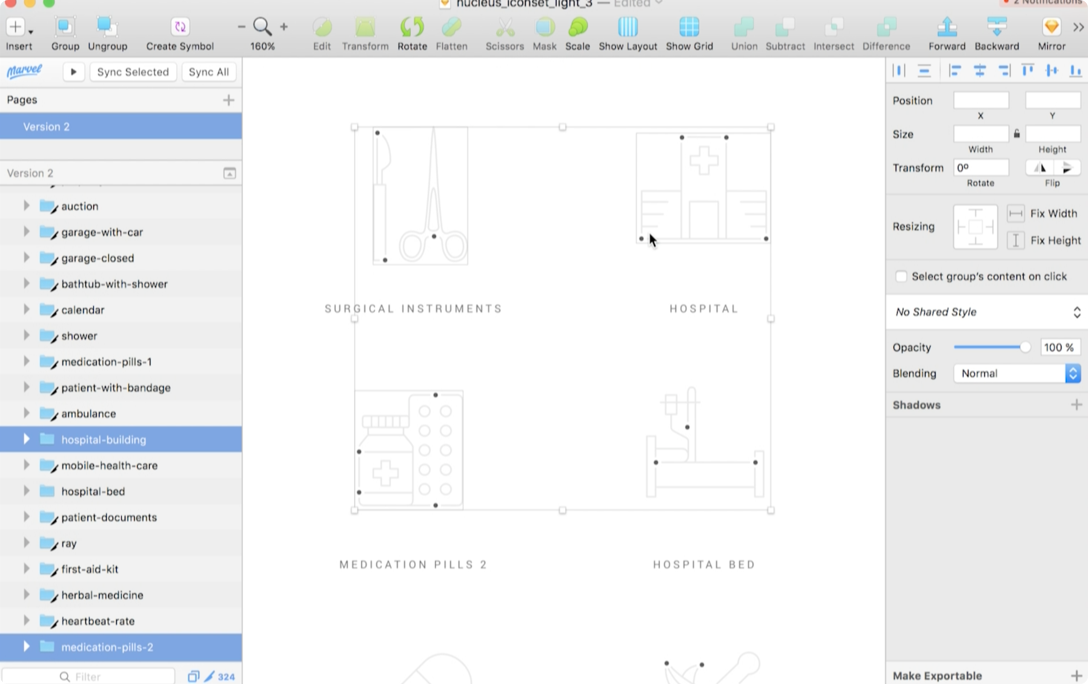 nucleus_iconset_light_3 — Edited
2 Notifications
160%
Insert Group Ungroup Create Symbol Edit Transform Rotate Flatten Scissors Mask Scale Show Layout Show Grid Union Subtract Intersect Difference Forward Backward Mirror
Marvel Sync Selected Sync All
Pages
Version 2
Version 2
auction
garage-with-car
garage-closed
bathtub-with-shower
calendar
shower
medication-pills-1
patient-with-bandage
ambulance
hospital-building
mobile-health-care
hospital-bed
patient-documents
ray
first-aid-kit
herbal-medicine
heartbeat-rate
medication-pills-2
Filter 324
SURGICAL INSTRUMENTS
HOSPITAL
MEDICATION PILLS 2
HOSPITAL BED
Position
X Y
Size
Width Height
Transform 0º
Rotate Flip
Resizing
Fix Width
Fix Height
Select group's content on click
No Shared Style
Opacity 100 %
Blending Normal
Shadows
Make Exportable